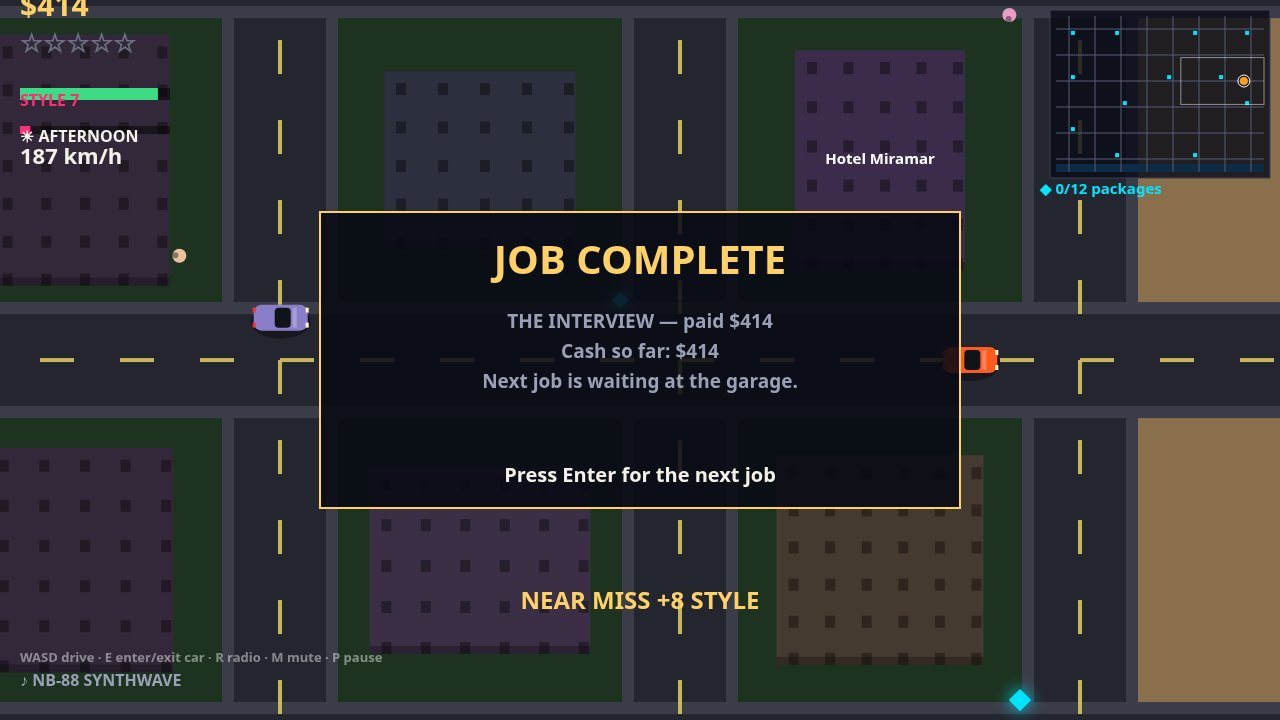 $414
☆☆☆☆☆
STYLE 7
☀ AFTERNOON
187 km/h
Hotel Miramar
◆ 0/12 packages
JOB COMPLETE
THE INTERVIEW — paid $414
Cash so far: $414
Next job is waiting at the garage.
Press Enter for the next job
NEAR MISS +8 STYLE
WASD drive · E enter/exit car · R radio · M mute · P pause
♪ NB-88 SYNTHWAVE